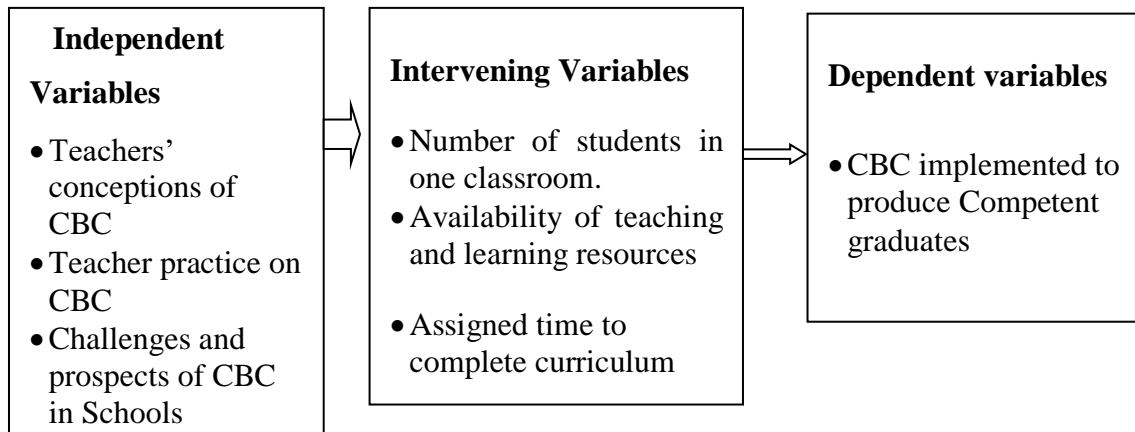 Independent
Variables
• Teachers’
conceptions of
CBC
• Teacher practice on
CBC
• Challenges and
prospects of CBC
in Schools
Intervening Variables
• Number of students in
one classroom.
• Availability of teaching
and learning resources
• Assigned time to
complete curriculum
Dependent variables
• CBC implemented to
produce Competent
graduates